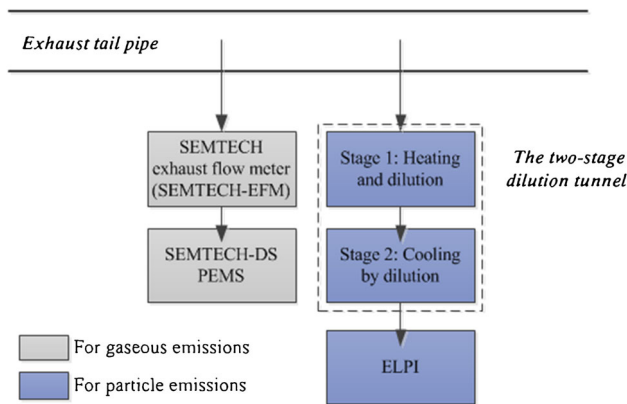 Exhaust tail pipe
SEMTECH
exhaust flow meter
(SEMTECH-EFM)
Stage 1: Heating
and dilution
The two-stage
dilution tunnel
SEMTECH-DS
PEMS
Stage 2: Cooling
by dilution
ELPI
For gaseous emissions
For particle emissions